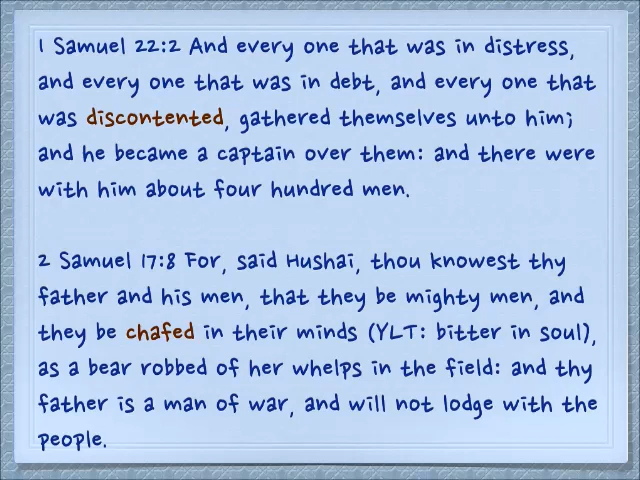 1 Samuel 22:2 And every one that was in distress,
and every one that was in debt, and every one that
was discontented, gathered themselves unto him;
and he became a captain over them: and there were
with him about four hundred men.
2 Samuel 17:8 For, said Hushai, thou knowest thy
father and his men, that they be mighty men, and
they be chafed in their minds (YLT: bitter in soul),
as a bear robbed of her whelps in the field: and thy
father is a man of war, and will not lodge with the
people.